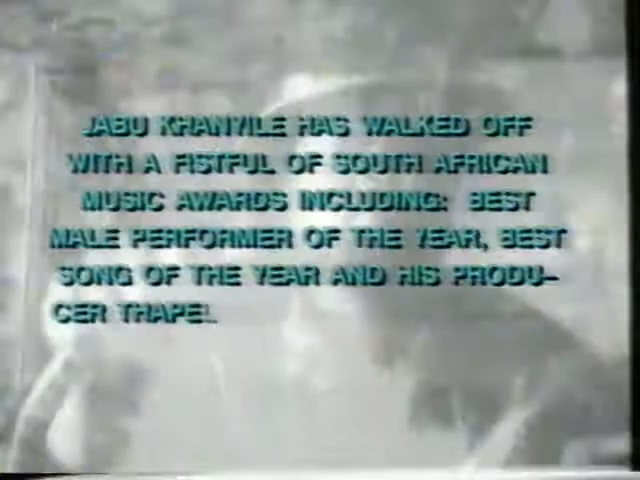 JABU KHANYILE HAS WALKED OFF
WITH A FISTFUL OF SOUTH AFRICAN
MUSIC AWARDS INCLUDING: BEST
MALE PERFORMER OF THE YEAR, BEST
SONG OF THE YEAR AND HIS PRODU-
CER THAPE